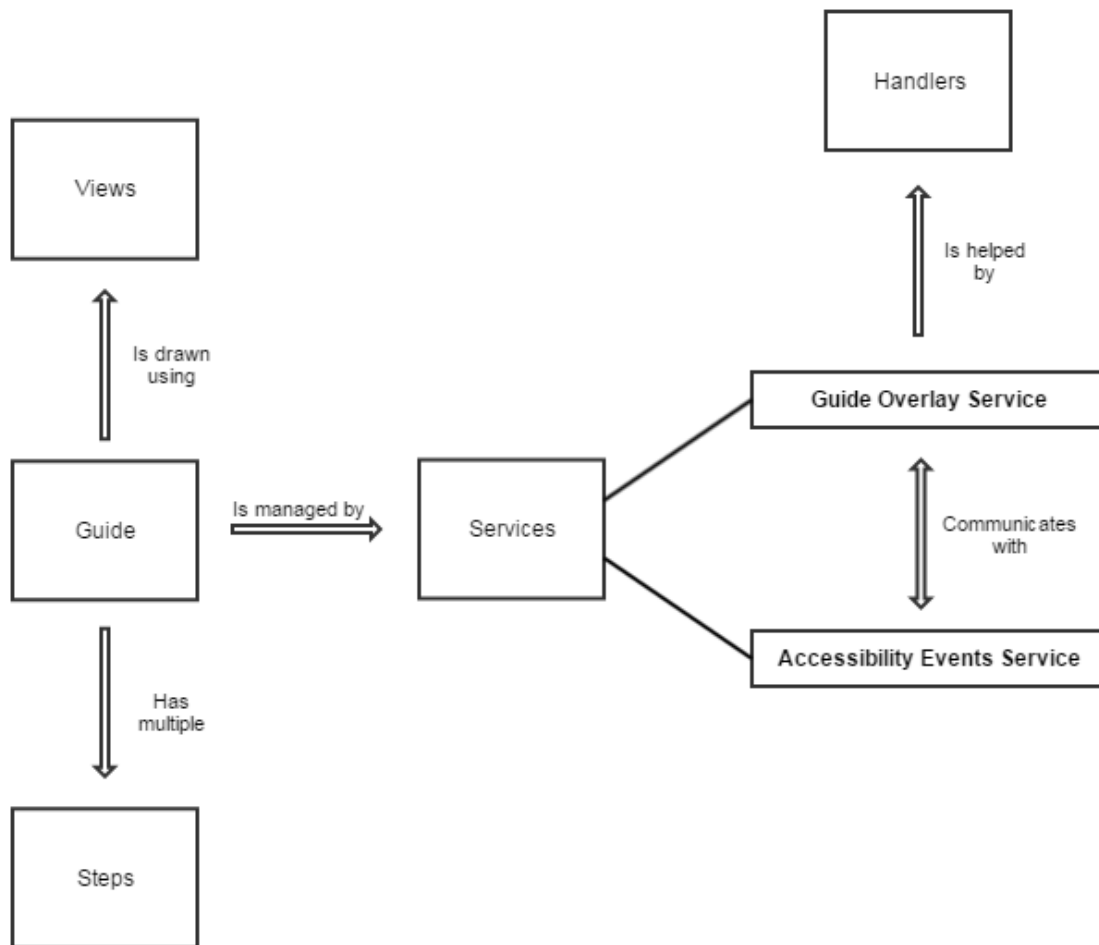 Handlers
Views
Is helped
by
Is drawn
using
Guide Overlay Service
Guide
Is managed by
Services
Communicates
with
Accessibility Events Service
Has
multiple
Steps